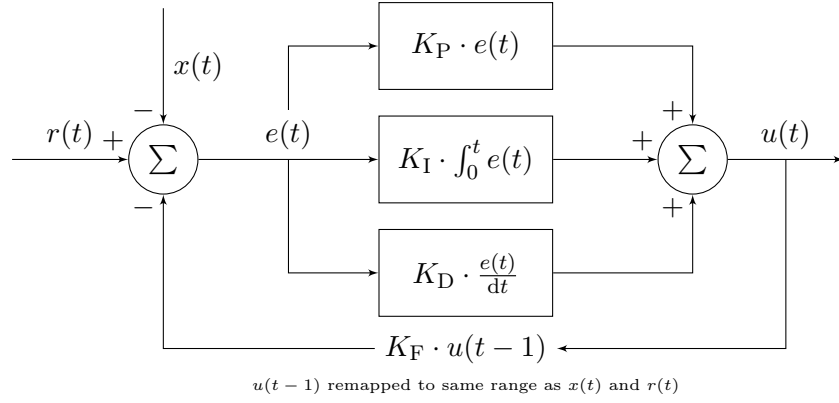 K_P · e(t)
x(t)
−
+
r(t) + Σ e(t) K_I · ∫_0^t e(t) + Σ u(t)
−
+
K_D · e(t)/dt
K_F · u(t − 1)
u(t − 1) remapped to same range as x(t) and r(t)